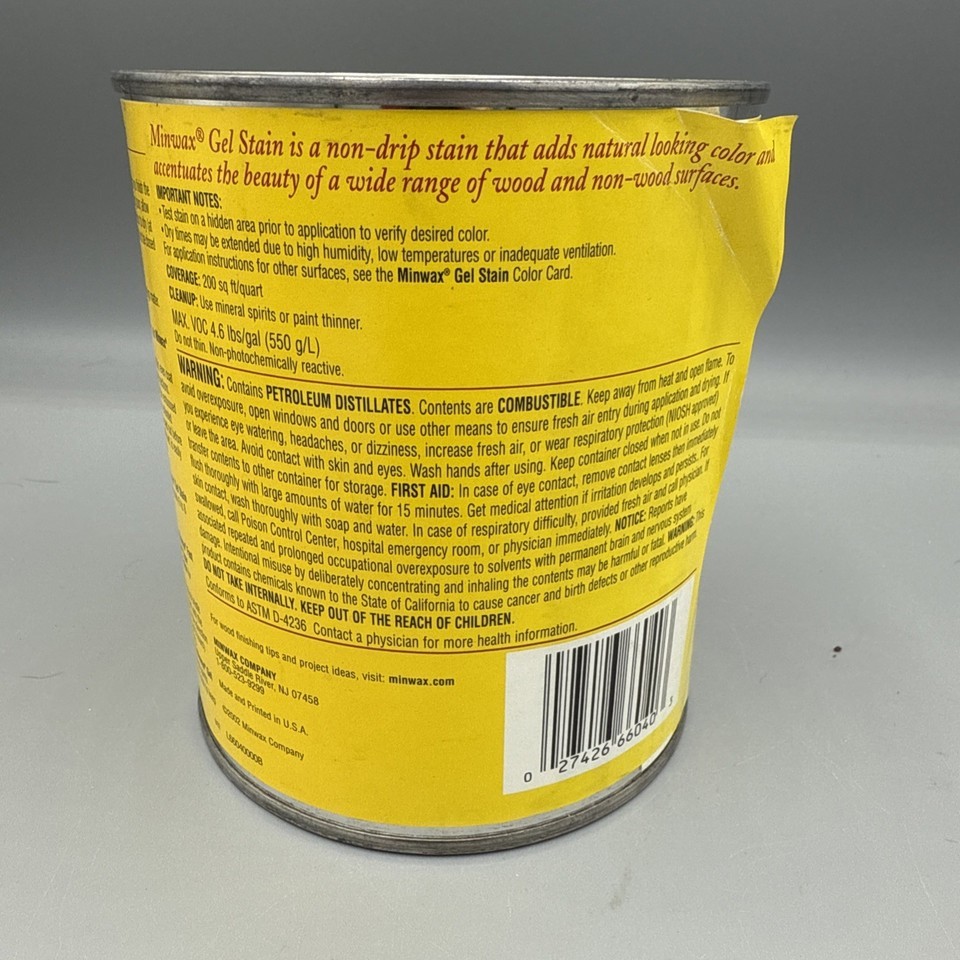 Minwax® Gel Stain is a non-drip stain that adds natural looking color and
accentuates the beauty of a wide range of wood and non-wood surfaces.
IMPORTANT NOTES:
• Test stain on a hidden area prior to application to verify desired color.
• Dry times may be extended due to high humidity, low temperatures or inadequate ventilation.
For application instructions for other surfaces, see the Minwax® Gel Stain Color Card.
COVERAGE: 200 sq ft/quart
CLEANUP: Use mineral spirits or paint thinner.
MAX. VOC 4.6 lbs/gal (550 g/L)
Do not thin. Non-photochemically reactive.
WARNING: Contains PETROLEUM DISTILLATES. Contents are COMBUSTIBLE. Keep away from heat and open flame. To
avoid overexposure, open windows and doors or use other means to ensure fresh air entry during application and drying. If
you experience eye watering, headaches, or dizziness, increase fresh air, or wear respiratory protection (NIOSH approved)
or leave the area. Avoid contact with skin and eyes. Wash hands after using. Keep container closed when not in use. Do not
transfer contents to other container for storage. FIRST AID: In case of eye contact, remove contact lenses then immediately
flush thoroughly with large amounts of water for 15 minutes. Get medical attention if irritation develops and persists. For
skin contact, wash thoroughly with soap and water. In case of respiratory difficulty, provided fresh air and call physician. If
swallowed, call Poison Control Center, hospital emergency room, or physician immediately. NOTICE: Reports have
associated repeated and prolonged occupational overexposure to solvents with permanent brain and nervous system
damage. Intentional misuse by deliberately concentrating and inhaling the contents may be harmful or fatal. WARNING: This
product contains chemicals known to the State of California to cause cancer and birth defects or other reproductive harm.
DO NOT TAKE INTERNALLY. KEEP OUT OF THE REACH OF CHILDREN.
Conforms to ASTM D-4236 Contact a physician for more health information.
For wood finishing tips and project ideas, visit: minwax.com
MINWAX COMPANY
Upper Saddle River, NJ 07458
1-800-523-9299
Made and Printed in U.S.A.
©2002 Minwax Company
0 27426 66040 3